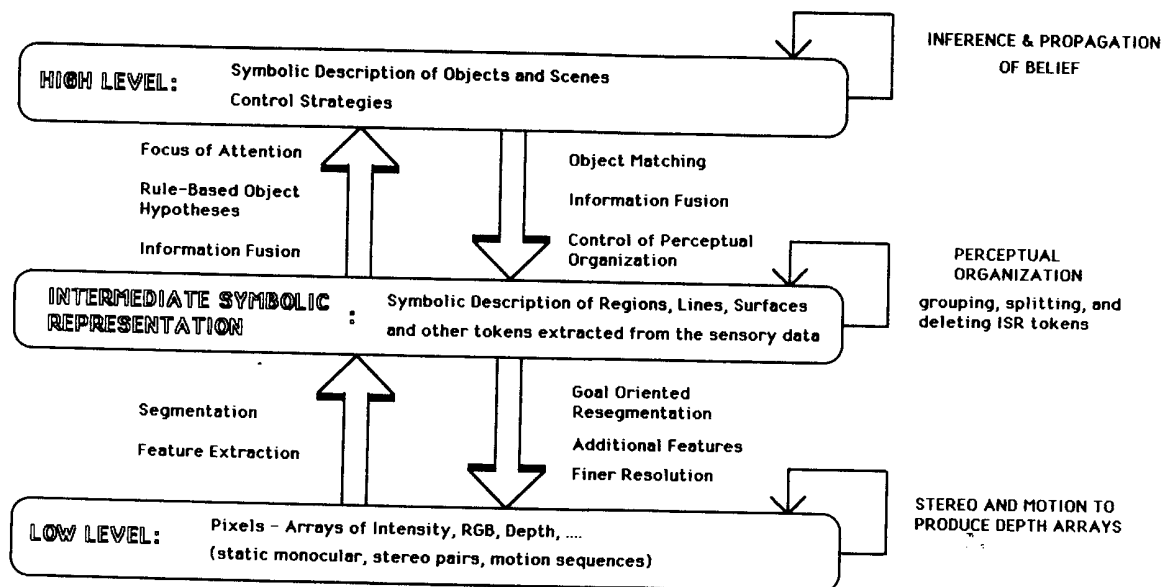 INFERENCE & PROPAGATION
OF BELIEF
HIGH LEVEL:
Symbolic Description of Objects and Scenes
Control Strategies
Focus of Attention
Rule-Based Object
Hypotheses
Information Fusion
Object Matching
Information Fusion
Control of Perceptual
Organization
PERCEPTUAL
ORGANIZATION
grouping, splitting, and
deleting ISR tokens
INTERMEDIATE SYMBOLIC
REPRESENTATION :
Symbolic Description of Regions, Lines, Surfaces
and other tokens extracted from the sensory data
Segmentation
Feature Extraction
Goal Oriented
Resegmentation
Additional Features
Finer Resolution
STEREO AND MOTION TO
PRODUCE DEPTH ARRAYS
LOW LEVEL:
Pixels - Arrays of Intensity, RGB, Depth, ....
(static monocular, stereo pairs, motion sequences)